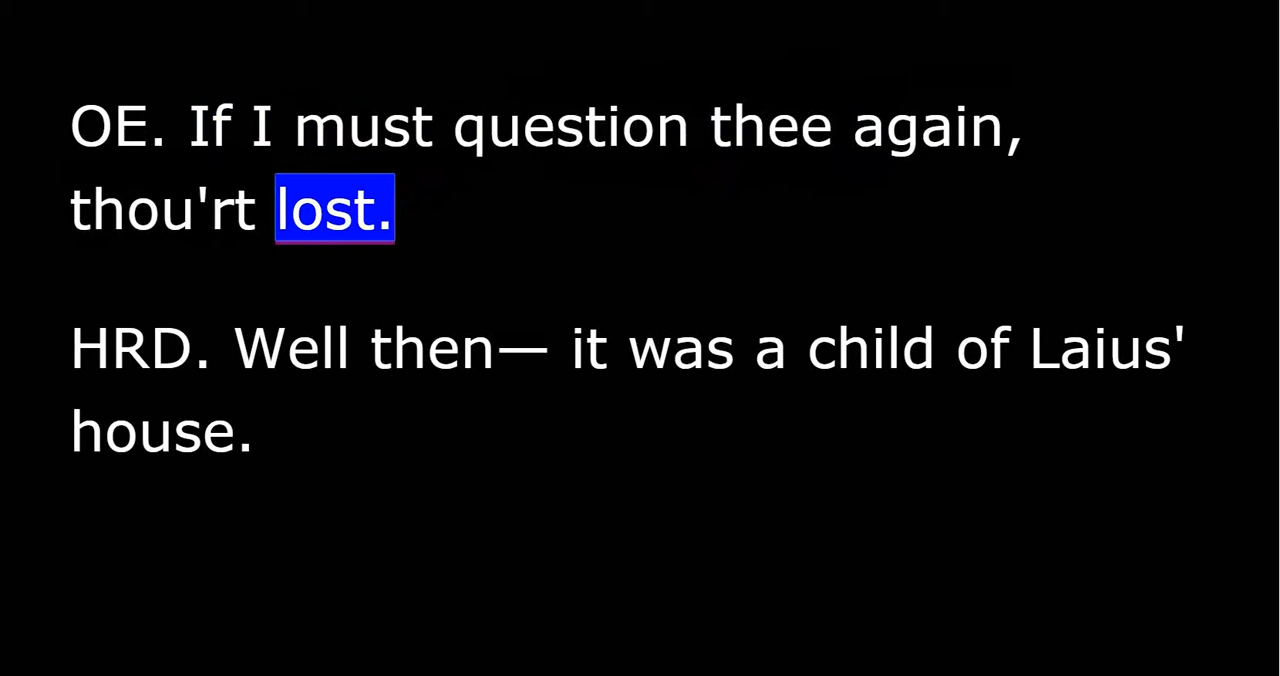 OE. If I must question thee again,
thou'rt lost.
HRD. Well then— it was a child of Laius'
house.